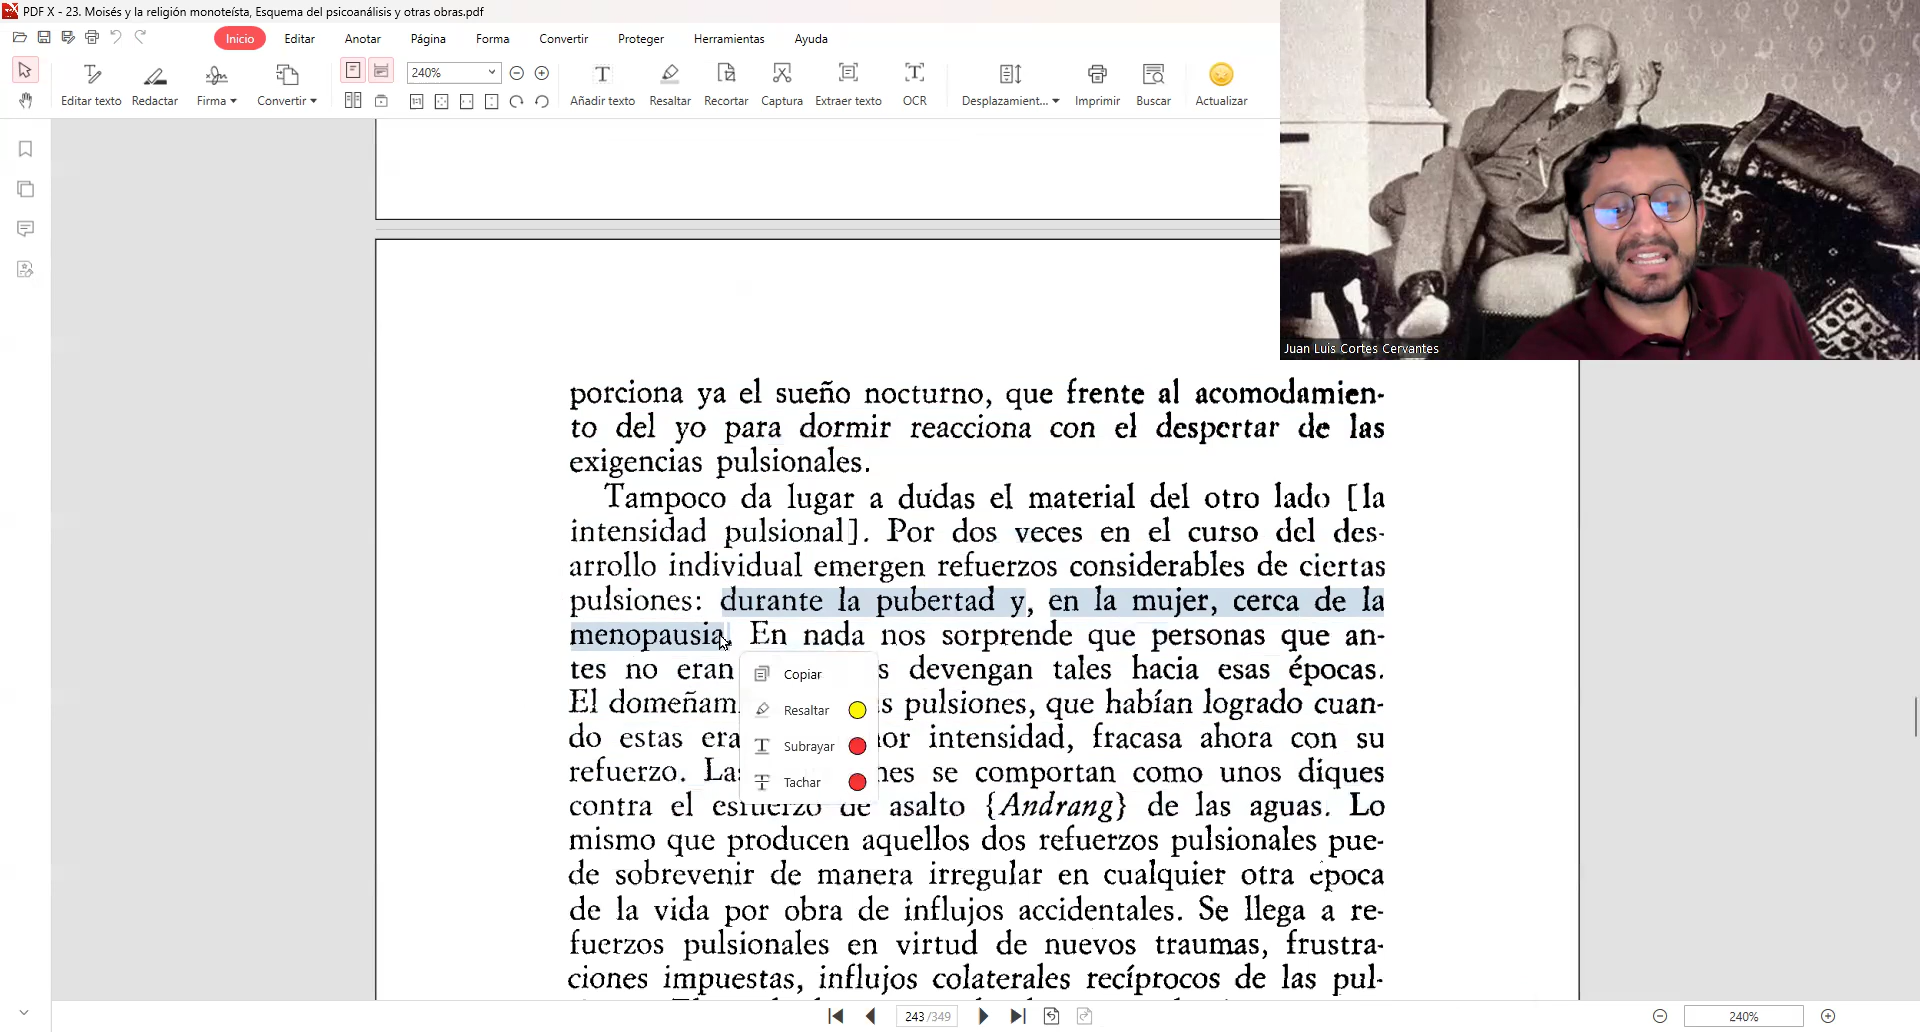 PDF X - 23. Moisés y la religión monoteísta, Esquema del psicoanálisis y otras obras.pdf
Inicio Editar Anotar Página Forma Convertir Proteger Herramientas Ayuda
240%
Editar texto Redactar Firma Convertir Añadir texto Resaltar Recortar Captura Extraer texto OCR Desplazamient... Imprimir Buscar Actualizar
Juan Luis Cortes Cervantes
porciona ya el sueño nocturno, que frente al acomodamien-
to del yo para dormir reacciona con el despertar de las
exigencias pulsionales.
Tampoco da lugar a dudas el material del otro lado [la
intensidad pulsional]. Por dos veces en el curso del des-
arrollo individual emergen refuerzos considerables de ciertas
pulsiones: durante la pubertad y, en la mujer, cerca de la
menopausia. En nada nos sorprende que personas que an-
tes no eran s devengan tales hacia esas épocas.
El domeñam s pulsiones, que habían logrado cuan-
do estas era or intensidad, fracasa ahora con su
refuerzo. La nes se comportan como unos diques
contra el esfuerzo de asalto {Andrang} de las aguas. Lo
mismo que producen aquellos dos refuerzos pulsionales pue-
de sobrevenir de manera irregular en cualquier otra época
de la vida por obra de influjos accidentales. Se llega a re-
fuerzos pulsionales en virtud de nuevos traumas, frustra-
ciones impuestas, influjos colaterales recíprocos de las pul-
Copiar
Resaltar
Subrayar
Tachar
243 /349
240%